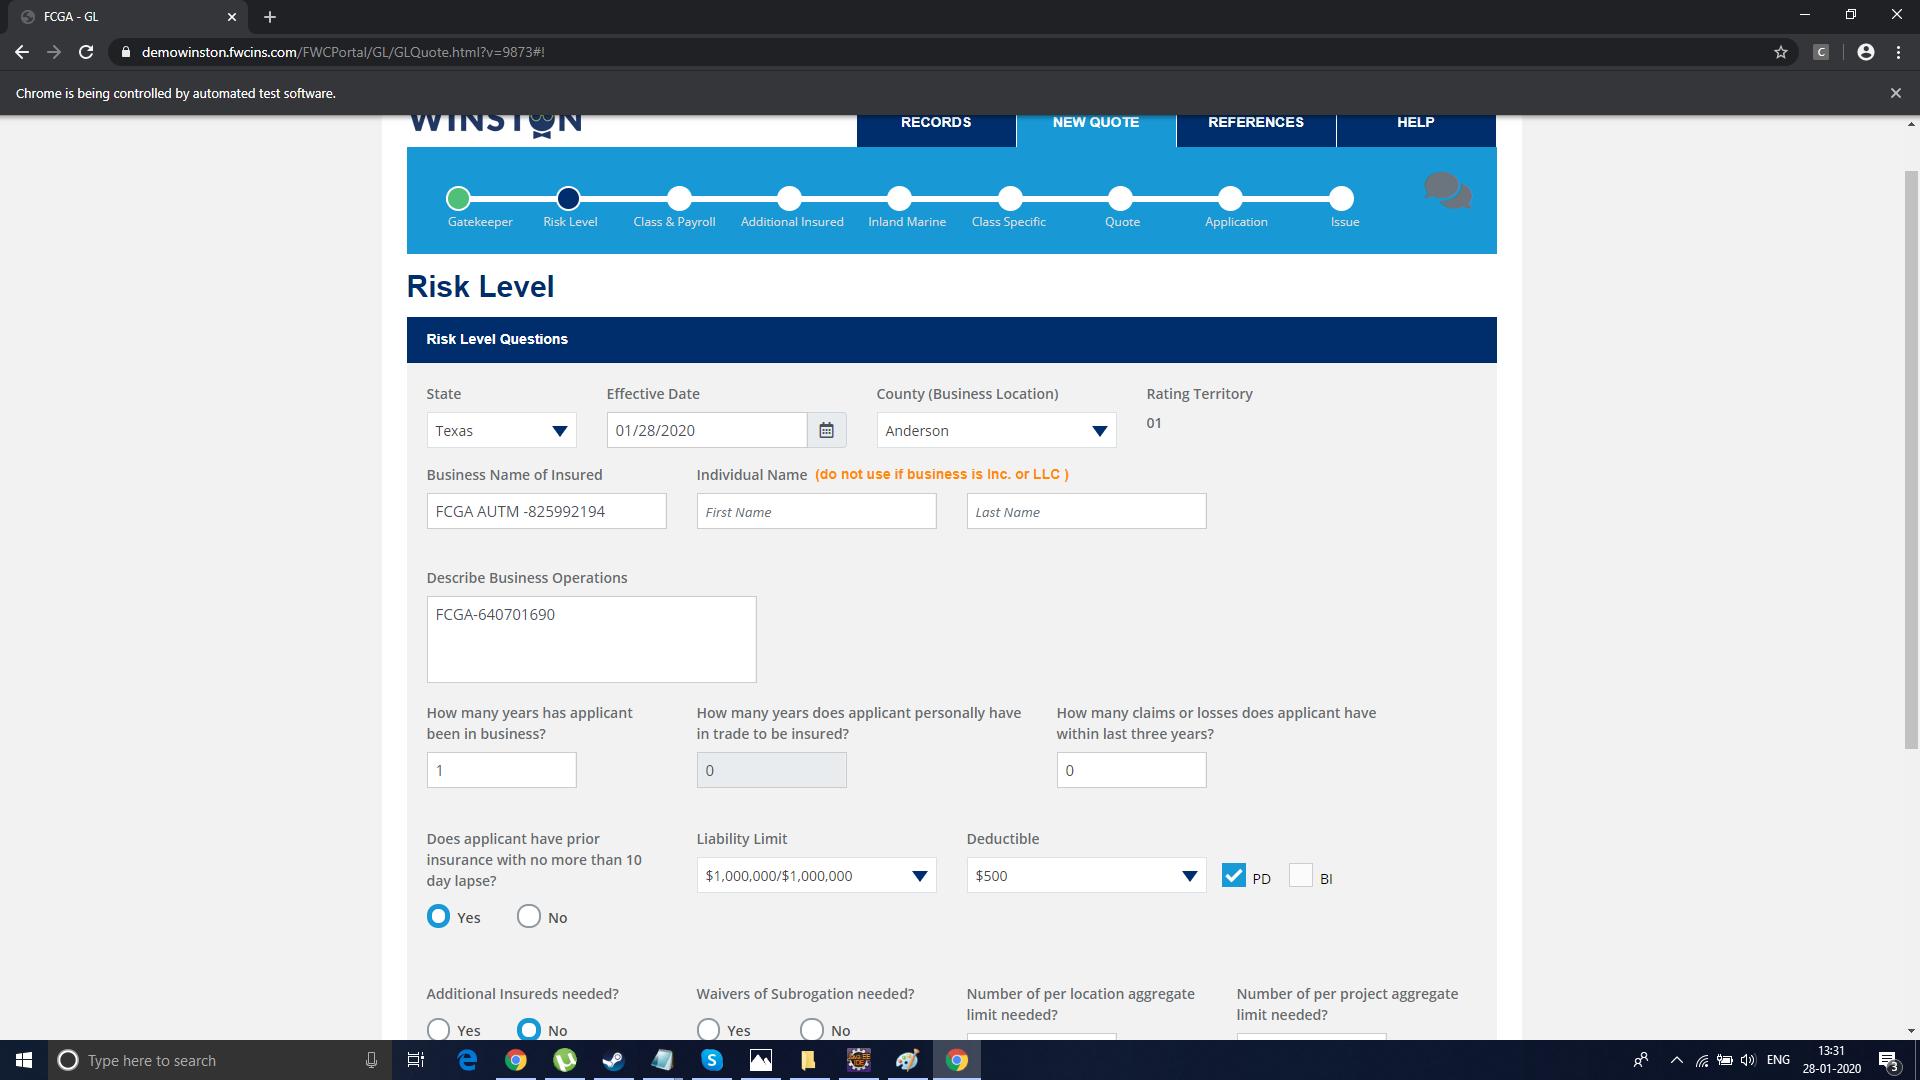 FCGA - GL
demowinston.fwcins.com/FWCPortal/GL/GLQuote.html?v=9873#!
C
Chrome is being controlled by automated test software.
WINSTON
RECORDS
NEW QUOTE
REFERENCES
HELP
Gatekeeper
Risk Level
Class & Payroll
Additional Insured
Inland Marine
Class Specific
Quote
Application
Issue
Risk Level
Risk Level Questions
State
Effective Date
County (Business Location)
Rating Territory
Texas
01/28/2020
Anderson
01
Business Name of Insured
Individual Name (do not use if business is Inc. or LLC )
FCGA AUTM -825992194
First Name
Last Name
Describe Business Operations
FCGA-640701690
How many years has applicant
been in business?
How many years does applicant personally have
in trade to be insured?
How many claims or losses does applicant have
within last three years?
1
0
0
Does applicant have prior
insurance with no more than 10
day lapse?
Yes
No
Liability Limit
$1,000,000/$1,000,000
Deductible
$500
PD
BI
Additional Insureds needed?
Yes
No
Waivers of Subrogation needed?
Yes
No
Number of per location aggregate
limit needed?
Number of per project aggregate
limit needed?
Type here to search
ENG
13:31
28-01-2020
3